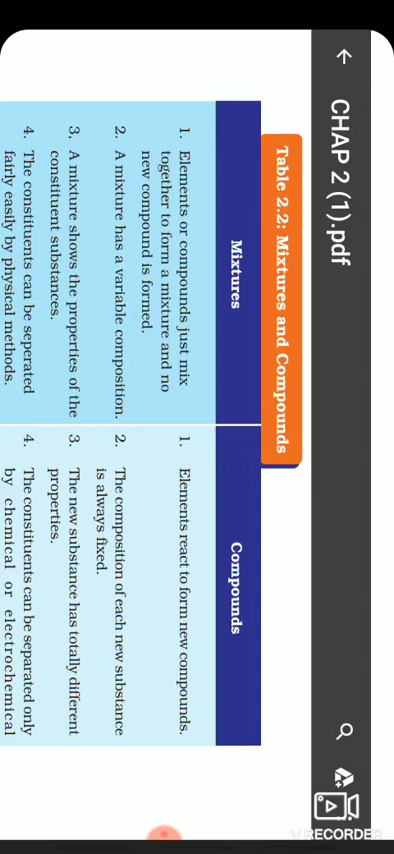 CHAP 2 (1).pdf
Table 2.2: Mixtures and Compounds
Mixtures
1. Elements or compounds just mix
together to form a mixture and no
new compound is formed.
2. A mixture has a variable composition.
3. A mixture shows the properties of the
constituent substances.
4. The constituents can be seperated
fairly easily by physical methods.
Compounds
1. Elements react to form new compounds.
2. The composition of each new substance
is always fixed.
3. The new substance has totally different
properties.
4. The constituents can be separated only
by chemical or electrochemical
V RECORDER